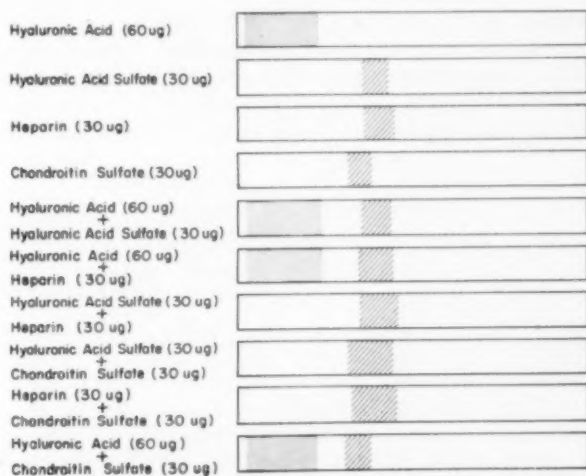 Hyaluronic Acid (60 ug)
Hyaluronic Acid Sulfate (30 ug)
Heparin (30 ug)
Chondroitin Sulfate (30ug)
Hyaluronic Acid (60 ug)
+
Hyaluronic Acid Sulfate (30 ug)
Hyaluronic Acid (60 ug)
+
Heparin (30 ug)
Hyaluronic Acid Sulfate (30 ug)
+
Heparin (30 ug)
Hyaluronic Acid Sulfate (30ug)
+
Chondroitin Sulfate (30 ug)
Heparin (30 ug)
+
Chondroitin Sulfate (30 ug)
Hyaluronic Acid (60 ug)
+
Chondroitin Sulfate (30 ug)